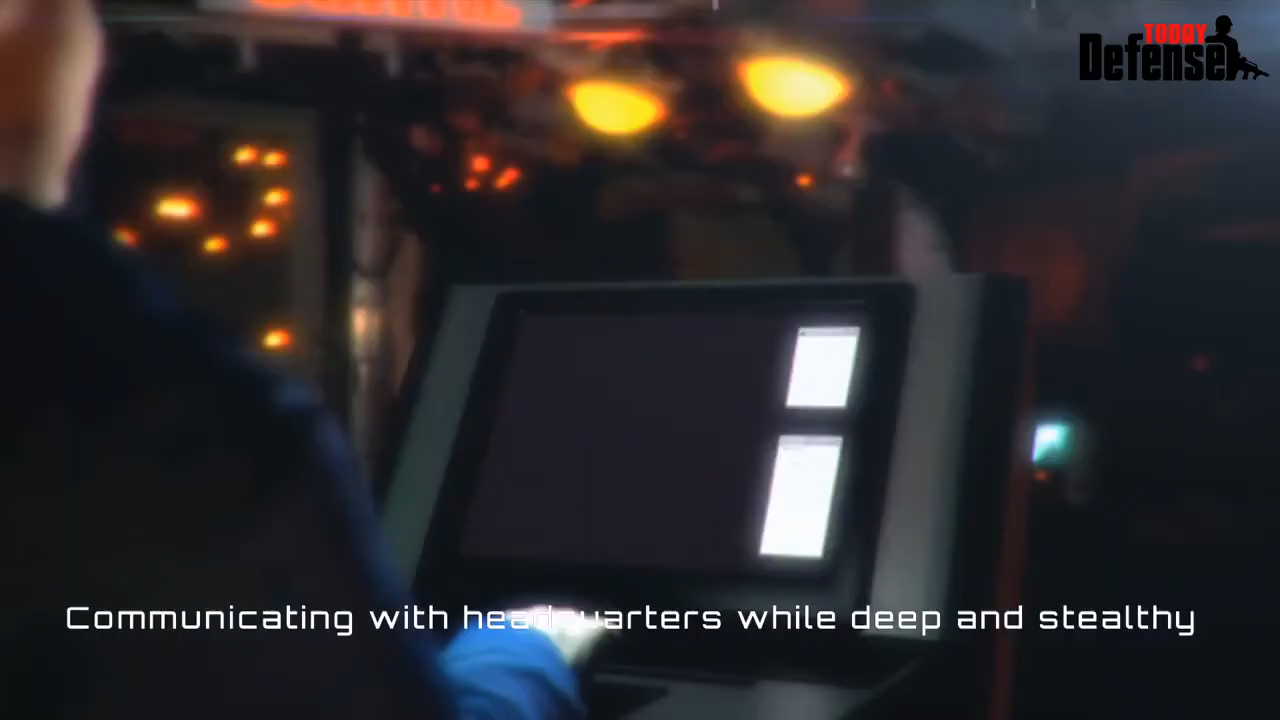 TODAY
Defense
Communicating with headquarters while deep and stealthy